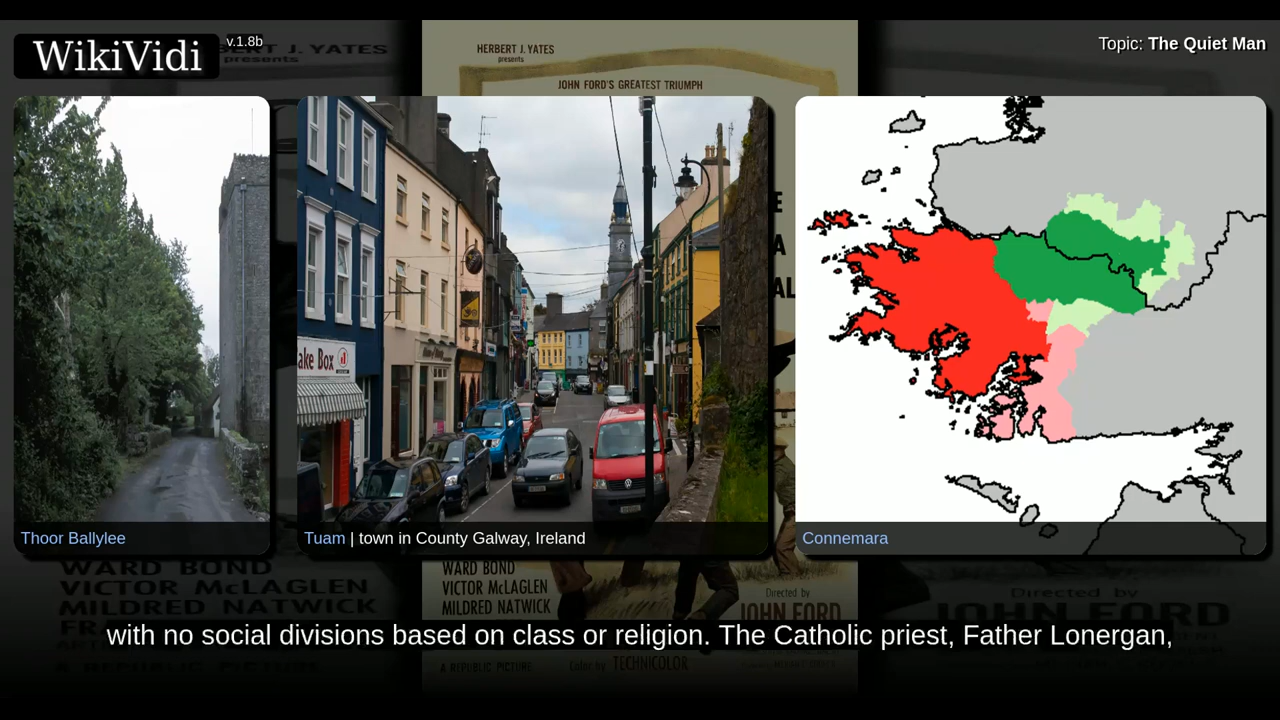 WikiVidi
v.1.8b
Topic: The Quiet Man
HERBERT J. YATES
presents
JOHN FORD'S GREATEST TRIUMPH
ake Box
Thoor Ballylee
Tuam | town in County Galway, Ireland
Connemara
WARD BOND
VICTOR McLAGLEN
MILDRED NATWICK
Directed by
JOHN FORD
with no social divisions based on class or religion. The Catholic priest, Father Lonergan,
A REPUBLIC PICTURE
Color by TECHNICOLOR